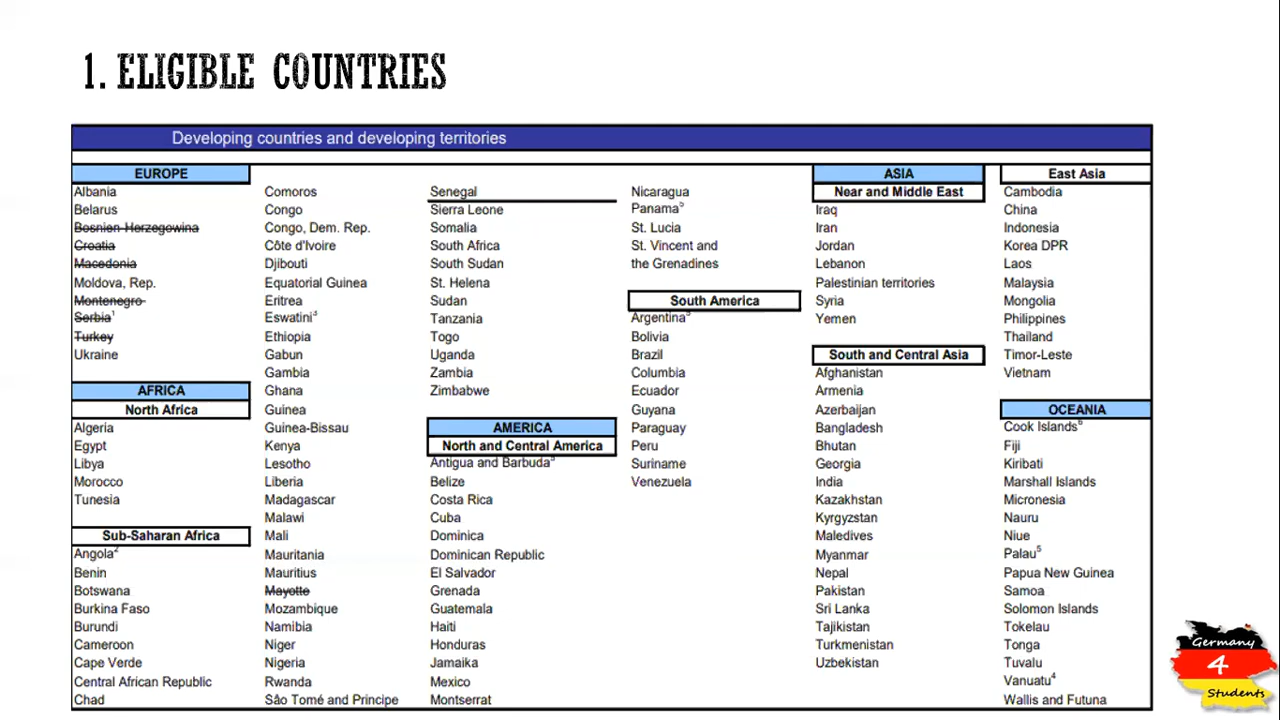 1. ELIGIBLE COUNTRIES
Developing countries and developing territories
EUROPE
Albania
Belarus
Bosnien-Herzegowina
Croatia
Macedonia
Moldova, Rep.
Montenegro
Serbia¹
Turkey
Ukraine
AFRICA
North Africa
Algeria
Egypt
Libya
Morocco
Tunesia
Sub-Saharan Africa
Angola²
Benin
Botswana
Burkina Faso
Burundi
Cameroon
Cape Verde
Central African Republic
Chad
Comoros
Congo
Congo, Dem. Rep.
Côte d'Ivoire
Djibouti
Equatorial Guinea
Eritrea
Eswatini³
Ethiopia
Gabun
Gambia
Ghana
Guinea
Guinea-Bissau
Kenya
Lesotho
Liberia
Madagascar
Malawi
Mali
Mauritania
Mauritius
Mayotte
Mozambique
Namibia
Niger
Nigeria
Rwanda
São Tomé and Principe
Senegal
Sierra Leone
Somalia
South Africa
South Sudan
St. Helena
Sudan
Tanzania
Togo
Uganda
Zambia
Zimbabwe
AMERICA
North and Central America
Antigua and Barbuda⁵
Belize
Costa Rica
Cuba
Dominica
Dominican Republic
El Salvador
Grenada
Guatemala
Haiti
Honduras
Jamaika
Mexico
Montserrat
Nicaragua
Panama⁵
St. Lucia
St. Vincent and
the Grenadines
South America
Argentina⁵
Bolivia
Brazil
Columbia
Ecuador
Guyana
Paraguay
Peru
Suriname
Venezuela
ASIA
Near and Middle East
Iraq
Iran
Jordan
Lebanon
Palestinian territories
Syria
Yemen
South and Central Asia
Afghanistan
Armenia
Azerbaijan
Bangladesh
Bhutan
Georgia
India
Kazakhstan
Kyrgyzstan
Maledives
Myanmar
Nepal
Pakistan
Sri Lanka
Tajikistan
Turkmenistan
Uzbekistan
East Asia
Cambodia
China
Indonesia
Korea DPR
Laos
Malaysia
Mongolia
Philippines
Thailand
Timor-Leste
Vietnam
OCEANIA
Cook Islands⁶
Fiji
Kiribati
Marshall Islands
Micronesia
Nauru
Niue
Palau⁵
Papua New Guinea
Samoa
Solomon Islands
Tokelau
Tonga
Tuvalu
Vanuatu⁴
Wallis and Futuna
Germany
4
Students